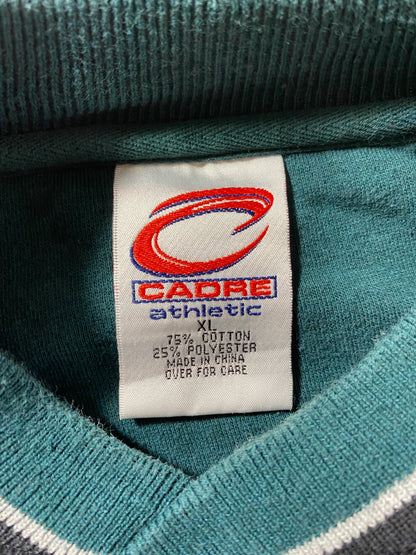 CADRE
athletic
XL
75% COTTON
25% POLYESTER
MADE IN CHINA
OVER FOR CARE